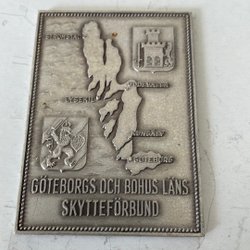 STRÖMSTAD
UDDEVALLA
LYSEKIL
KUNGÄLV
GÖTEBORG
GÖTEBORGS OCH BOHUS LÄNS
SKYTTEFÖRBUND